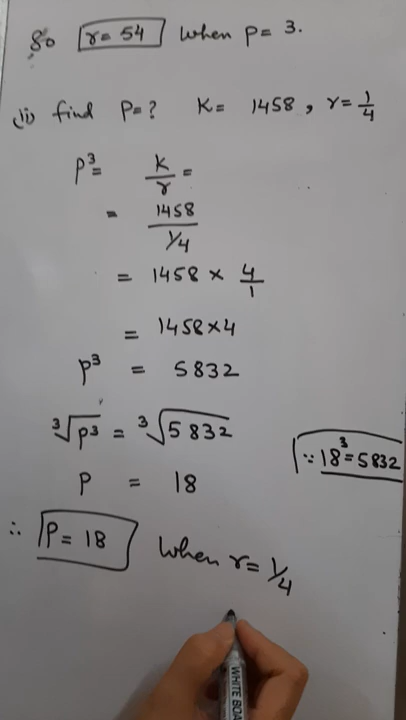 So r = 54 when P = 3.
(ii) find P = ? K = 1458 , r = 1/4
P³ = K/r =
= 1458 / 1/4
= 1458 × 4/1
= 1458×4
P³ = 5832
∛P³ = ∛5832
∵ 18³ = 5832
P = 18
∴ P = 18 when r = 1/4
WHITE BOA